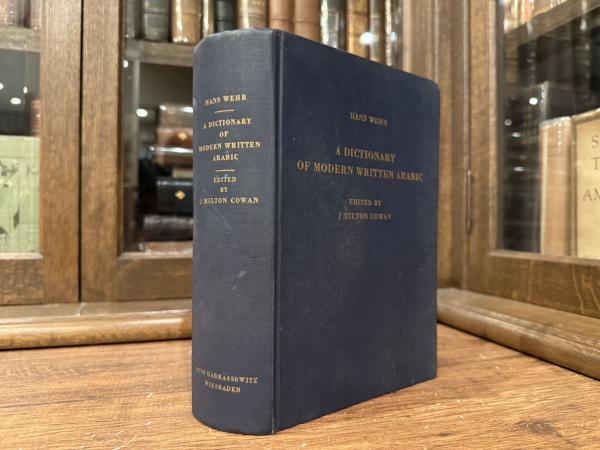 HANS WEHR
A DICTIONARY
OF
MODERN WRITTEN
ARABIC
EDITED
BY
J MILTON COWAN
OTTO HARRASSOWITZ
WIESBADEN
HANS WEHR
A DICTIONARY
OF MODERN WRITTEN ARABIC
EDITED BY
J MILTON COWAN